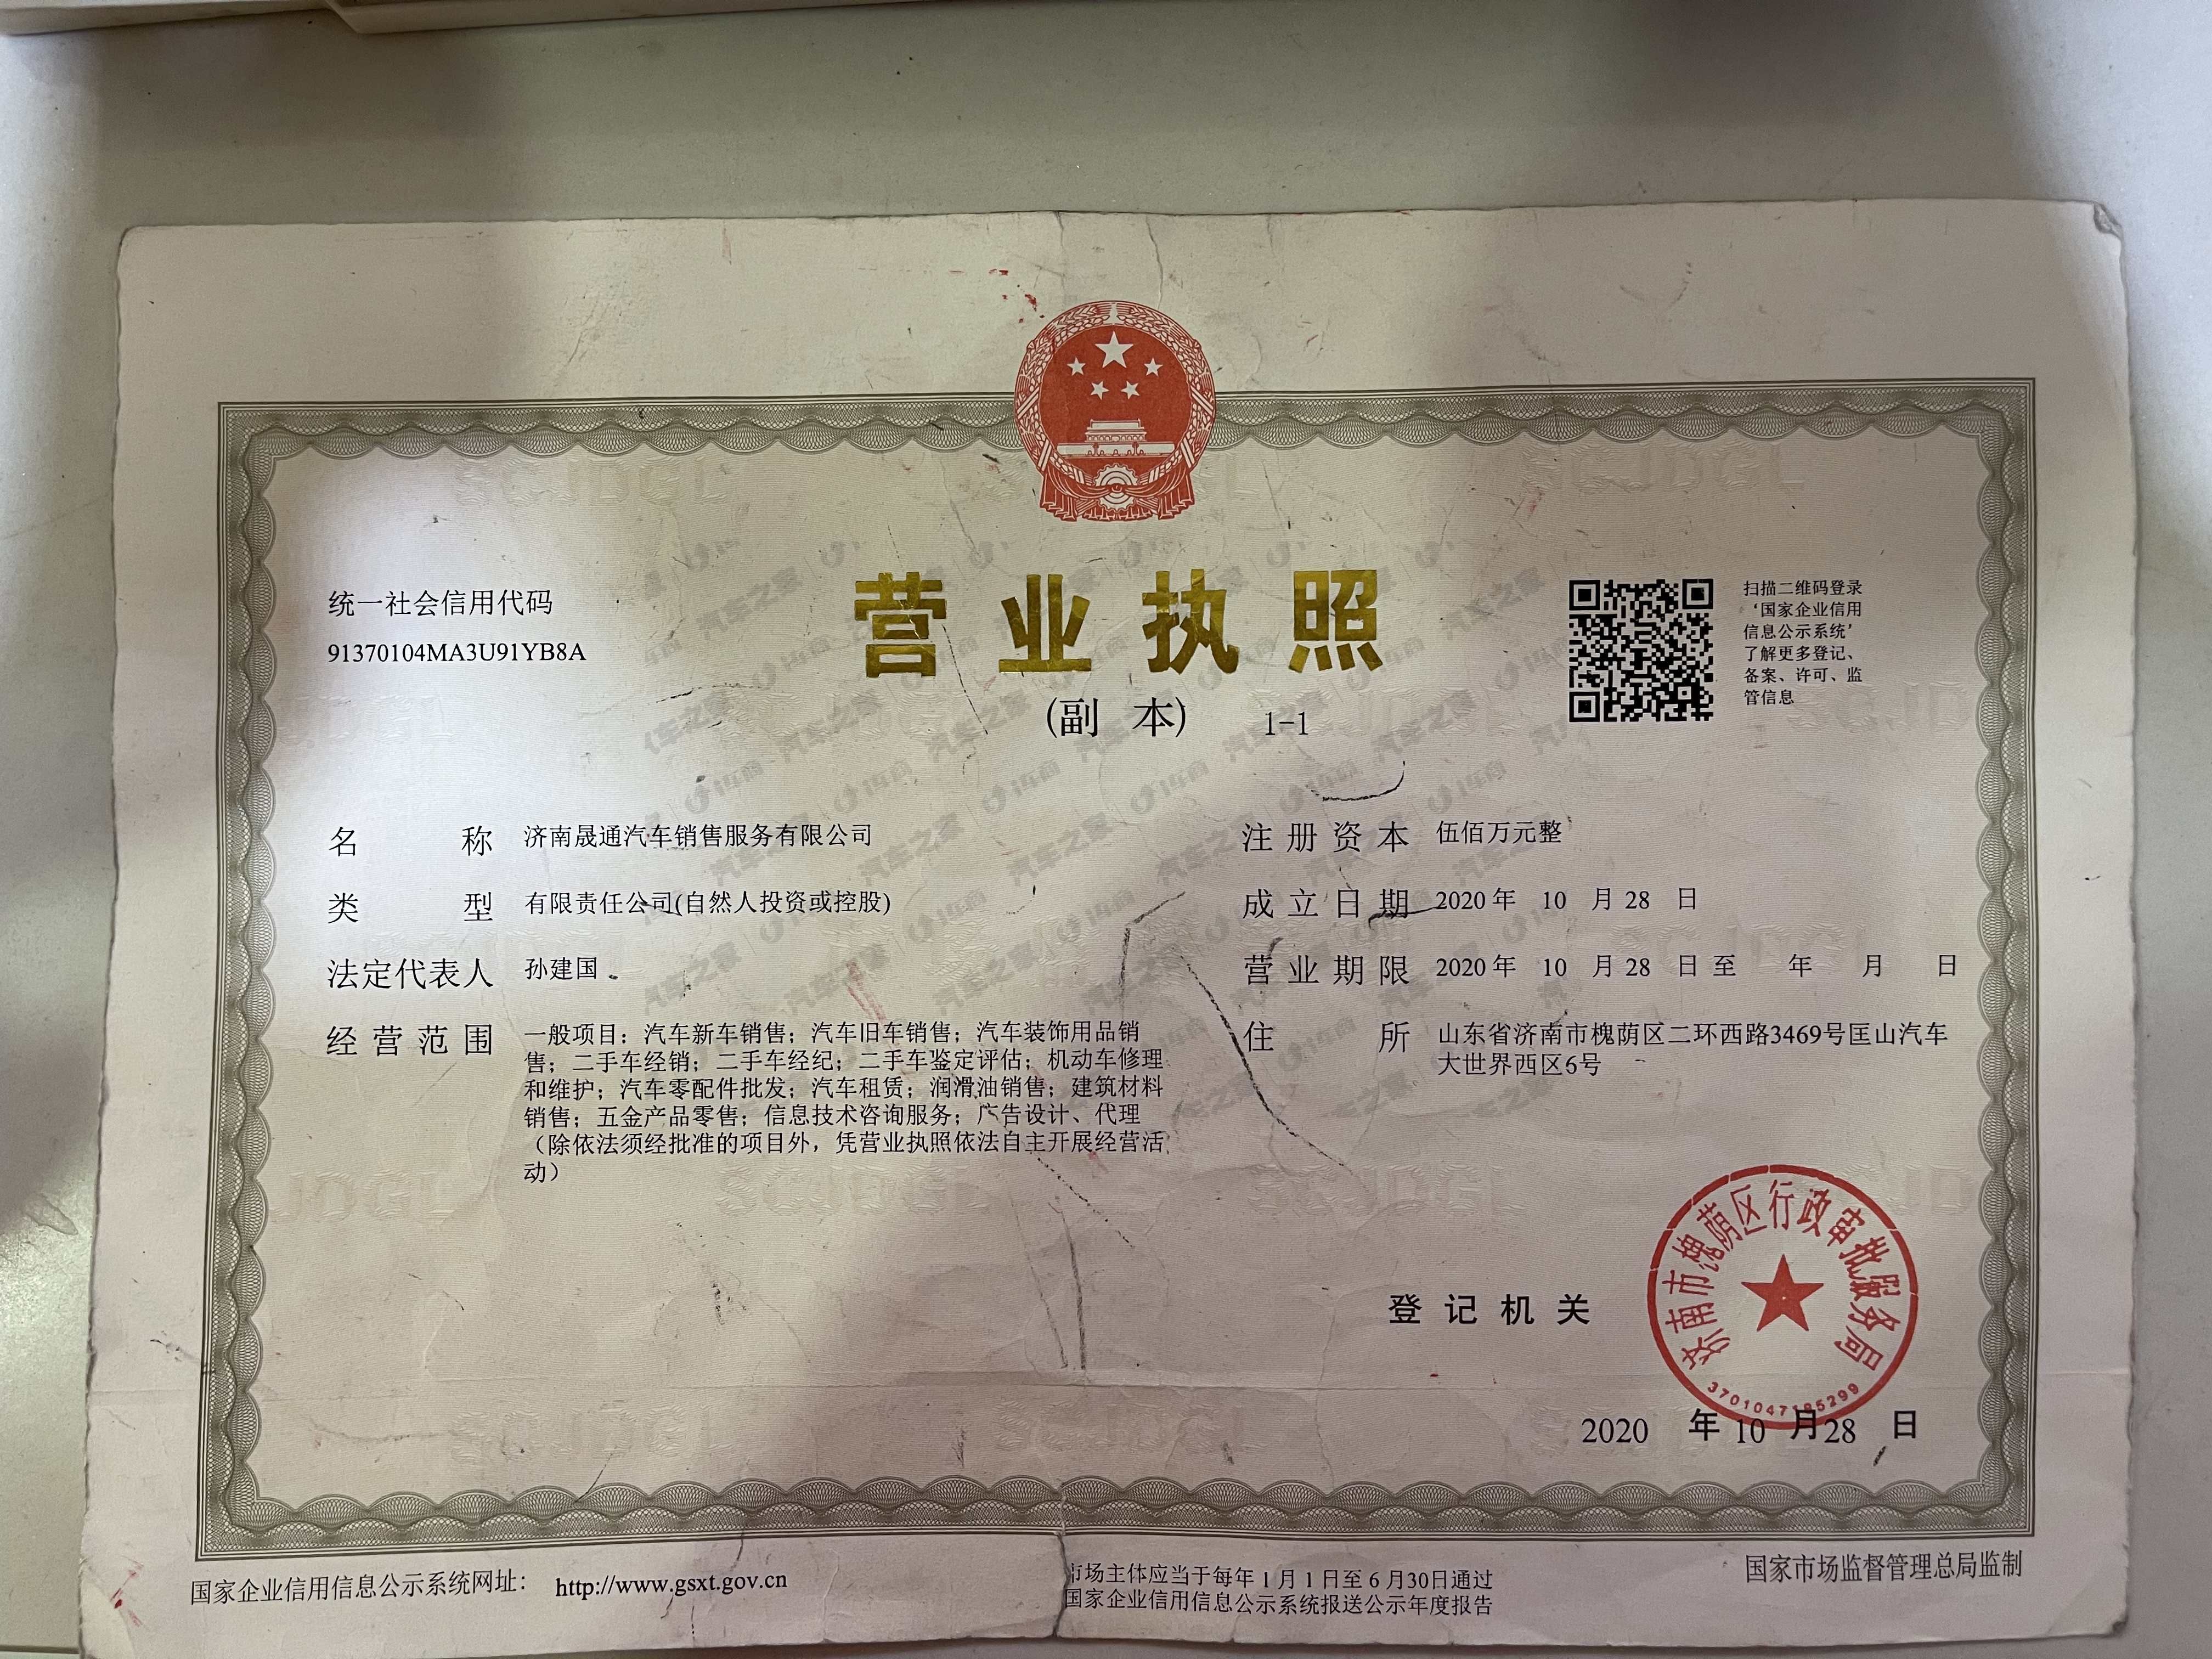 统一社会信用代码
91370104MA3U91YB8A
营业执照
(副 本) 1-1
扫描二维码登录
‘国家企业信用
信息公示系统’
了解更多登记、
备案、许可、监
管信息
名 称 济南晟通汽车销售服务有限公司
类 型 有限责任公司(自然人投资或控股)
法定代表人 孙建国
经营范围 一般项目：汽车新车销售；汽车旧车销售；汽车装饰用品销
售；二手车经销；二手车经纪；二手车鉴定评估；机动车修理
和维护；汽车零配件批发；汽车租赁；润滑油销售；建筑材料
销售；五金产品零售；信息技术咨询服务；广告设计、代理
（除依法须经批准的项目外，凭营业执照依法自主开展经营活
动）
注册资本 伍佰万元整
成立日期 2020年 10 月 28 日
营业期限 2020年 10 月 28 日 至 年 月 日
住 所 山东省济南市槐荫区二环西路3469号匡山汽车
大世界西区6号
登记机关
济南市槐荫区行政审批服务局
3701047195299
2020 年 10 月 28 日
国家企业信用信息公示系统网址： http://www.gsxt.gov.cn
市场主体应当于每年1月1日至6月30日通过
国家企业信用信息公示系统报送公示年度报告
国家市场监督管理总局监制
SCJDGL
汽车之家 i车商